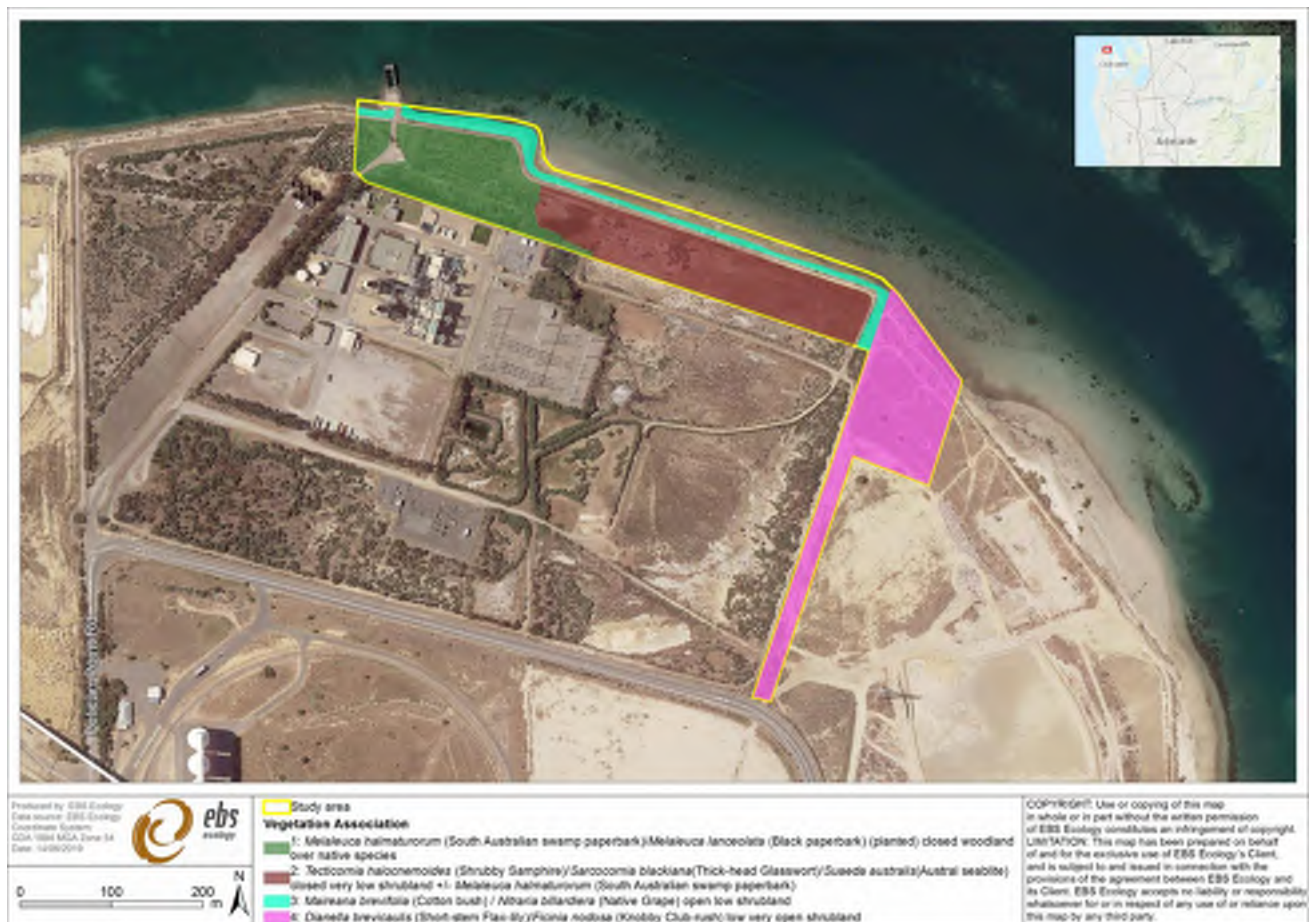 Adelaide
Produced by: EBS Ecology
Data source: EBS Ecology
Coordinate System:
GDA 1994 MGA Zone 54
Date: 14/08/2019
ebs
ecology
0 100 200
m
N
Study area
Vegetation Association
1: Melaleuca halmaturorum (South Australian swamp paperbark)/Melaleuca lanceolata (Black paperbark) (planted) closed woodland
over native species
2: Tecticornia halocnemoides (Shrubby Samphire)/Sarcocornia blackiana(Thick-head Glasswort)/Suaeda australis(Austral seablite)
closed very low shrubland +/- Melaleuca halmaturorum (South Australian swamp paperbark)
3: Maireana brevifolia (Cotton bush) / Nitraria billardierei (Native Grape) open low shrubland
4: Dianella brevicaulis (Short-stem Flax-lily)/Ficinia nodosa (Knobby Club-rush) low very open shrubland
COPYRIGHT: Use or copying of this map
in whole or in part without the written permission
of EBS Ecology constitutes an infringement of copyright.
LIMITATION: This map has been prepared on behalf
of and for the exclusive use of EBS Ecology's Client,
and is subject to and issued in connection with the
provisions of the agreement between EBS Ecology and
its Client. EBS Ecology accepts no liability or responsibility
whatsoever for or in respect of any use of or reliance upon
this map by any third party.